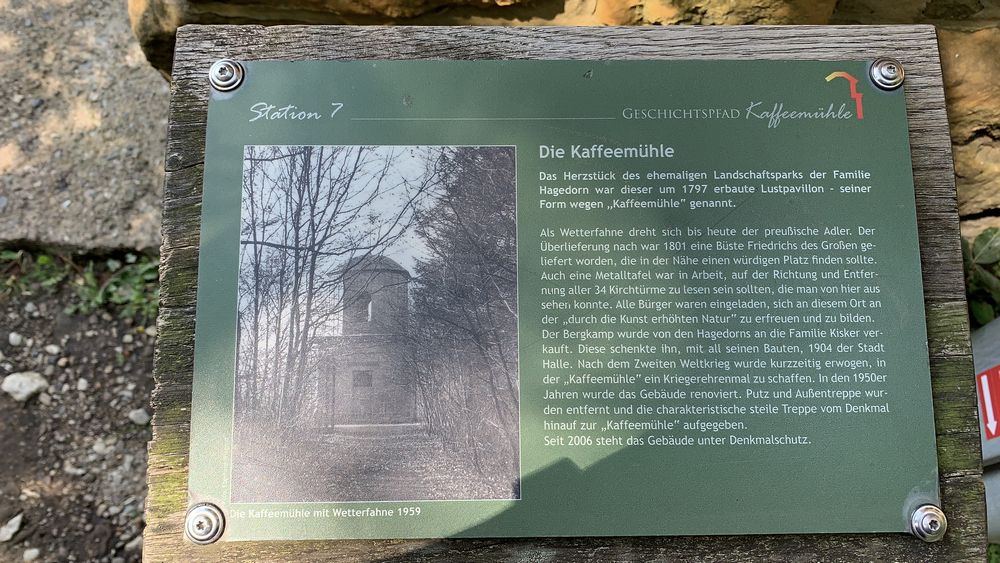 Station 7
GESCHICHTSPFAD Kaffeemühle
Die Kaffeemühle
Das Herzstück des ehemaligen Landschaftsparks der Familie
Hagedorn war dieser um 1797 erbaute Lustpavillon – seiner
Form wegen „Kaffeemühle“ genannt.
Als Wetterfahne dreht sich bis heute der preußische Adler. Der
Überlieferung nach war 1801 eine Büste Friedrichs des Großen ge-
liefert worden, die in der Nähe einen würdigen Platz finden sollte.
Auch eine Metalltafel war in Arbeit, auf der Richtung und Entfer-
nung aller 34 Kirchtürme zu lesen sein sollten, die man von hier aus
sehen konnte. Alle Bürger waren eingeladen, sich an diesem Ort an
der „durch die Kunst erhöhten Natur“ zu erfreuen und zu bilden.
Der Bergkamp wurde von den Hagedorns an die Familie Kisker ver-
kauft. Diese schenkte ihn, mit all seinen Bauten, 1904 der Stadt
Halle. Nach dem Zweiten Weltkrieg wurde kurzzeitig erwogen, in
der „Kaffeemühle“ ein Kriegerehrenmal zu schaffen. In den 1950er
Jahren wurde das Gebäude renoviert. Putz und Außentreppe wur-
den entfernt und die charakteristische steile Treppe vom Denkmal
hinauf zur „Kaffeemühle“ aufgegeben.
Seit 2006 steht das Gebäude unter Denkmalschutz.
Die Kaffeemühle mit Wetterfahne 1959